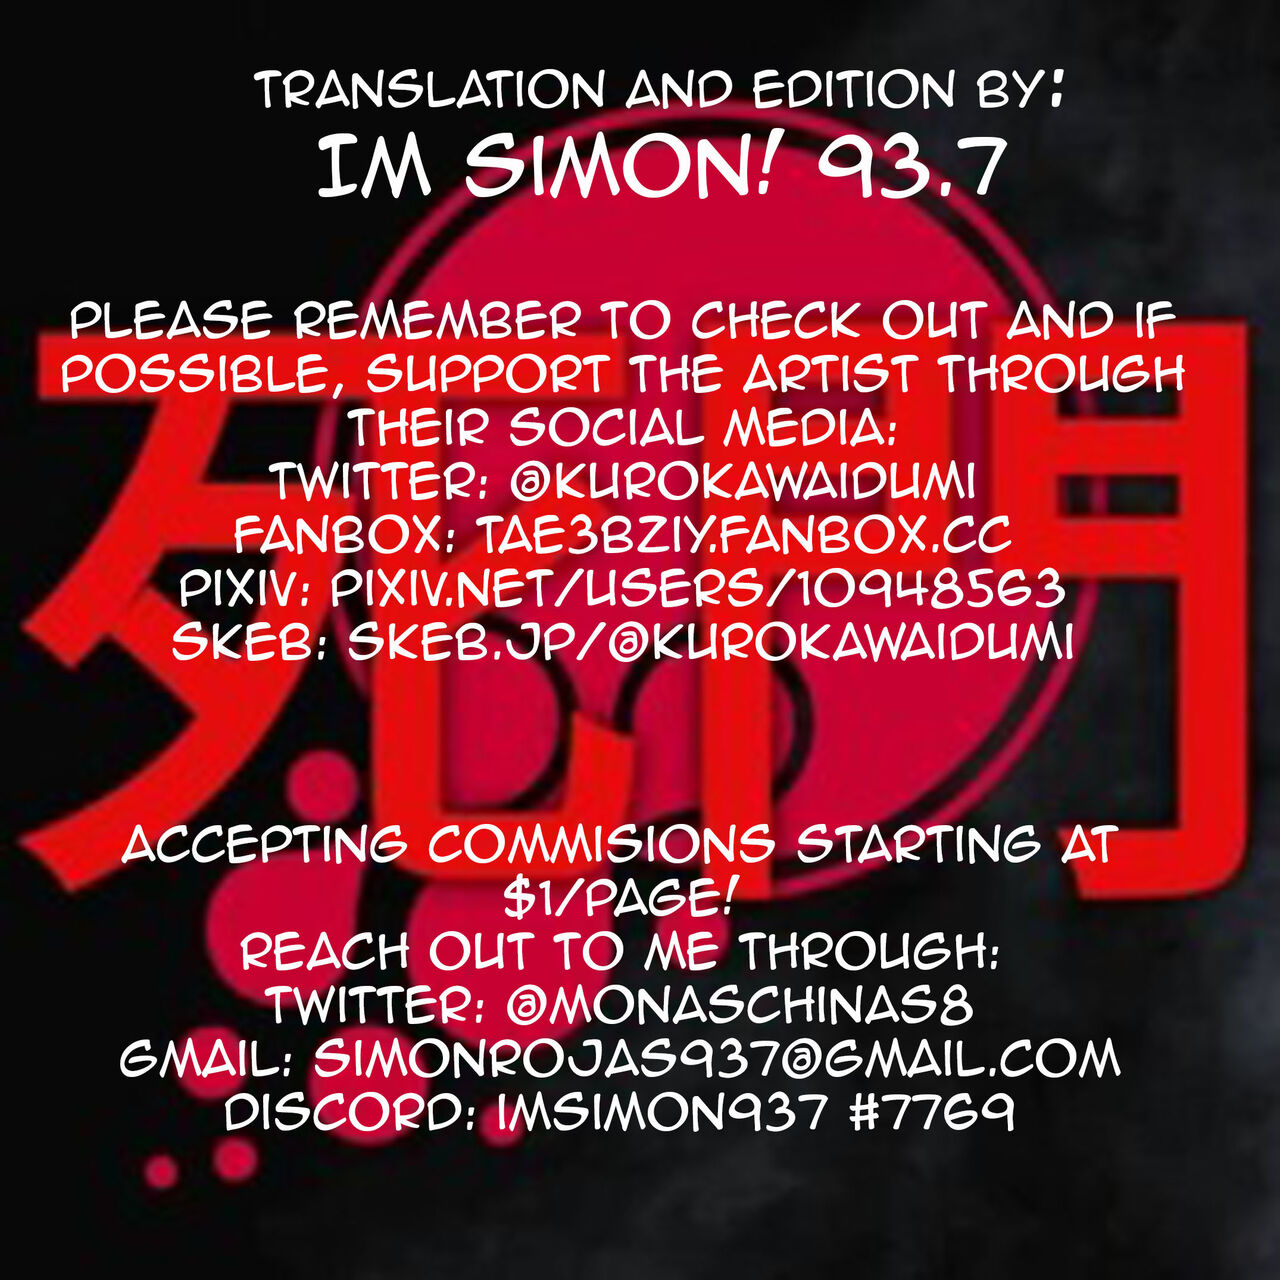 TRANSLATION AND EDITION BY:
IM SIMON! 93.7
PLEASE REMEMBER TO CHECK OUT AND IF
POSSIBLE, SUPPORT THE ARTIST THROUGH
THEIR SOCIAL MEDIA:
TWITTER: @KUROKAWAIDUMI
FANBOX: TAE3BZIY.FANBOX.CC
PIXIV: PIXIV.NET/USERS/10948563
SKEB: SKEB.JP/@KUROKAWAIDUMI
ACCEPTING COMMISIONS STARTING AT
$1/PAGE!
REACH OUT TO ME THROUGH:
TWITTER: @MONASCHINAS8
GMAIL: SIMONROJAS937@GMAIL.COM
DISCORD: IMSIMON937 #7769